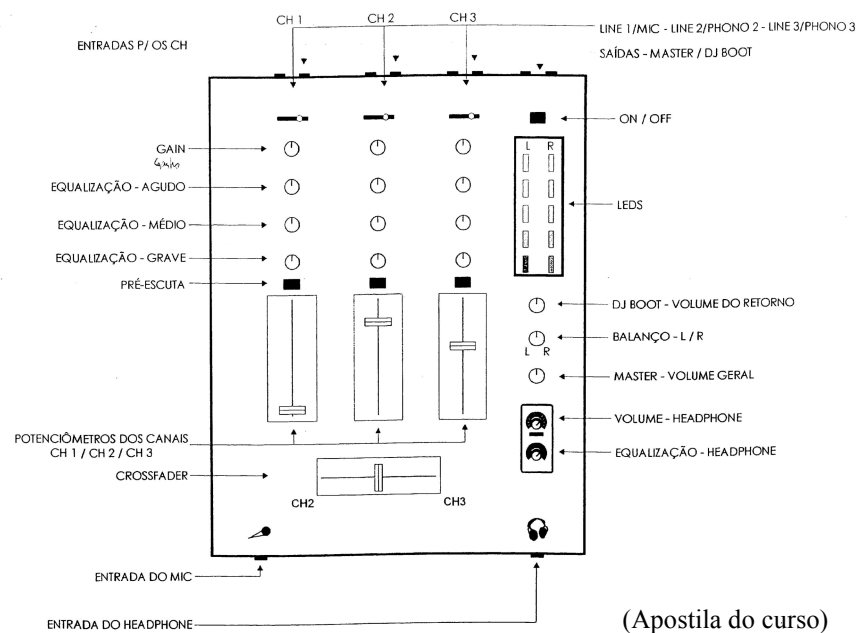 CH 1
CH 2
CH 3
LINE 1/MIC - LINE 2/PHONO 2 - LINE 3/PHONO 3
ENTRADAS P/ OS CH
SAÍDAS - MASTER / DJ BOOT
ON / OFF
L R
GAIN
EQUALIZAÇÃO - AGUDO
LEDS
EQUALIZAÇÃO - MÉDIO
EQUALIZAÇÃO - GRAVE
PRÉ-ESCUTA
DJ BOOT - VOLUME DO RETORNO
BALANÇO - L / R
L R
MASTER - VOLUME GERAL
VOLUME - HEADPHONE
POTENCIÔMETROS DOS CANAIS
CH 1 / CH 2 / CH 3
EQUALIZAÇÃO - HEADPHONE
CROSSFADER
CH2
CH3
ENTRADA DO MIC
ENTRADA DO HEADPHONE
(Apostila do curso)